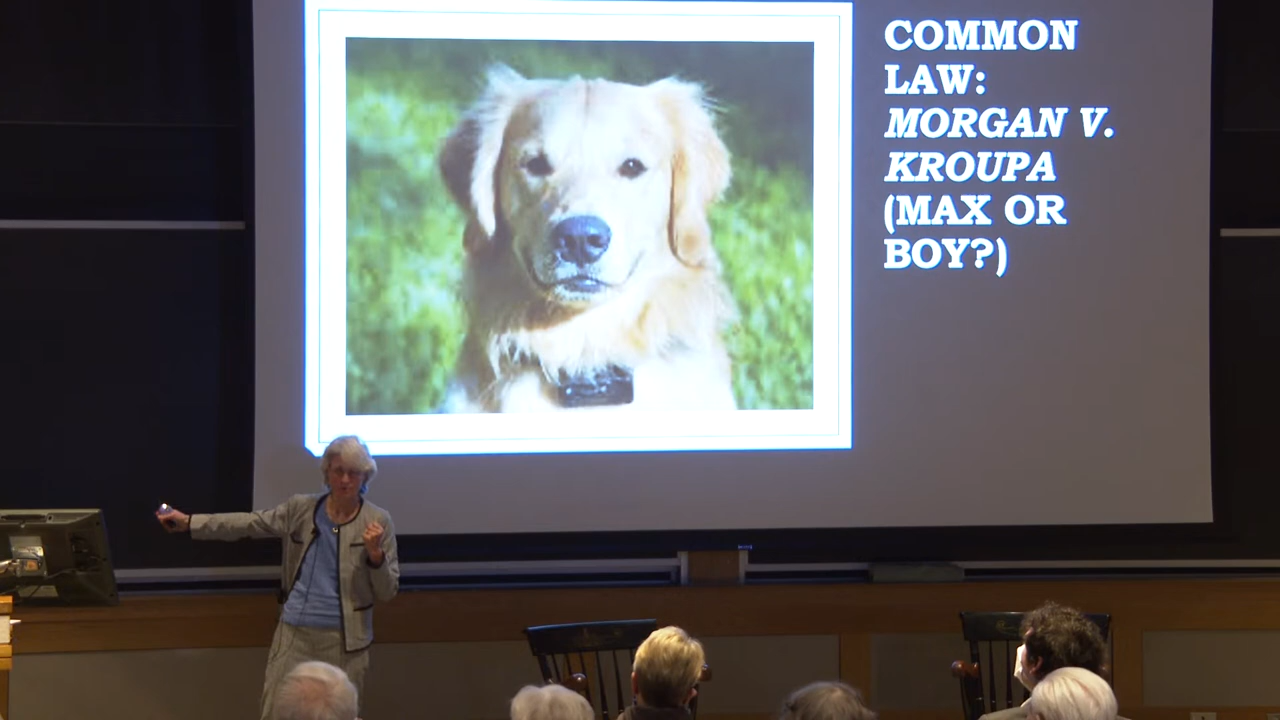 COMMON
LAW:
MORGAN V.
KROUPA
(MAX OR
BOY?)